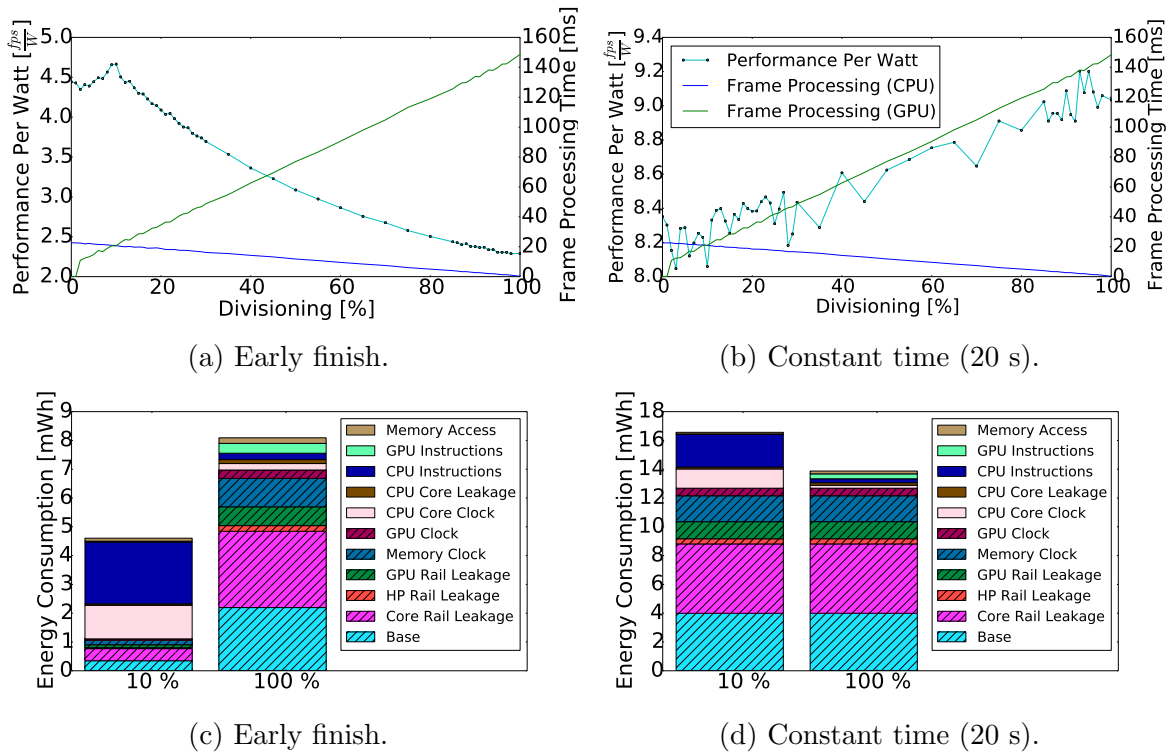 Performance Per Watt [fps/W]
5.0
4.5
4.0
3.5
3.0
2.5
2.0
0 20 40 60 80 100
Divisioning [%]
160
140
120
100
80
60
40
20
0
Frame Processing Time [ms]
(a) Early finish.
Performance Per Watt [fps/W]
9.4
9.2
9.0
8.8
8.6
8.4
8.2
8.0
Performance Per Watt
Frame Processing (CPU)
Frame Processing (GPU)
0 20 40 60 80 100
Divisioning [%]
160
140
120
100
80
60
40
20
0
Frame Processing Time [ms]
(b) Constant time (20 s).
Energy Consumption [mWh]
9
8
7
6
5
4
3
2
1
0
10 % 100 %
Memory Access
GPU Instructions
CPU Instructions
CPU Core Leakage
CPU Core Clock
GPU Clock
Memory Clock
GPU Rail Leakage
HP Rail Leakage
Core Rail Leakage
Base
(c) Early finish.
Energy Consumption [mWh]
18
16
14
12
10
8
6
4
2
0
10 % 100 %
Memory Access
GPU Instructions
CPU Instructions
CPU Core Leakage
CPU Core Clock
GPU Clock
Memory Clock
GPU Rail Leakage
HP Rail Leakage
Core Rail Leakage
Base
(d) Constant time (20 s).